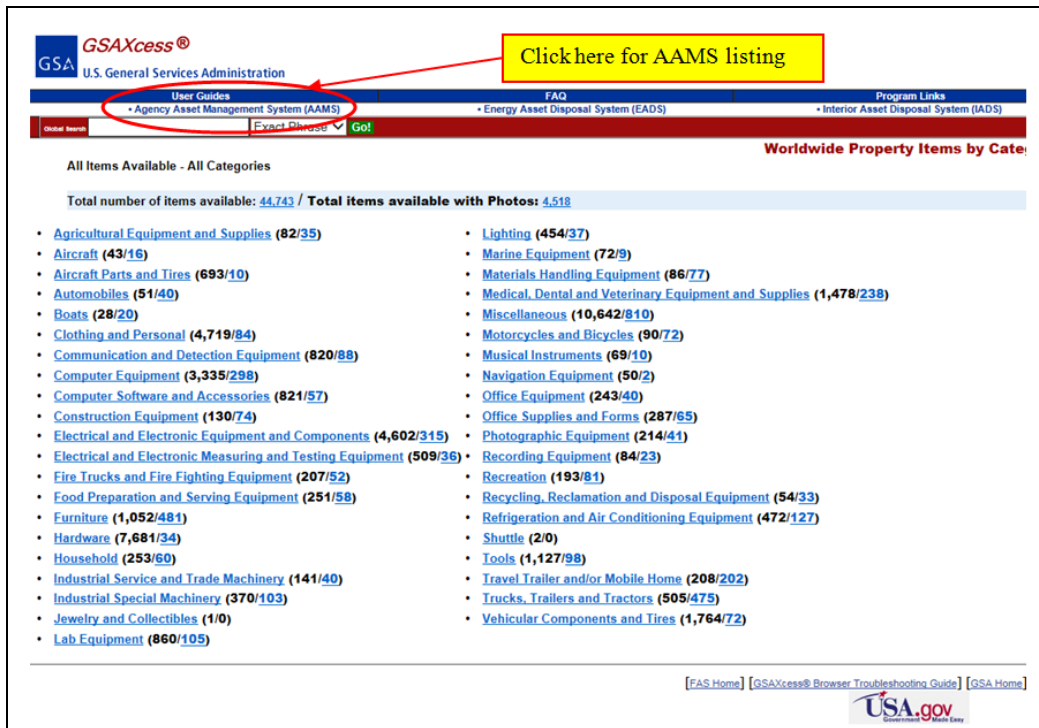 GSAXcess®
GSA
U.S. General Services Administration
Click here for AAMS listing
User Guides FAQ Program Links
• Agency Asset Management System (AAMS) • Energy Asset Disposal System (EADS) • Interior Asset Disposal System (IADS)
Global Search Exact Phrase Go!
Worldwide Property Items by Cate
All Items Available - All Categories
Total number of items available: 44,743 / Total items available with Photos: 4,518
• Agricultural Equipment and Supplies (82/35)
• Aircraft (43/16)
• Aircraft Parts and Tires (693/10)
• Automobiles (51/40)
• Boats (28/20)
• Clothing and Personal (4,719/84)
• Communication and Detection Equipment (820/88)
• Computer Equipment (3,335/298)
• Computer Software and Accessories (821/57)
• Construction Equipment (130/74)
• Electrical and Electronic Equipment and Components (4,602/315)
• Electrical and Electronic Measuring and Testing Equipment (509/36)
• Fire Trucks and Fire Fighting Equipment (207/52)
• Food Preparation and Serving Equipment (251/58)
• Furniture (1,052/481)
• Hardware (7,681/34)
• Household (253/60)
• Industrial Service and Trade Machinery (141/40)
• Industrial Special Machinery (370/103)
• Jewelry and Collectibles (1/0)
• Lab Equipment (860/105)
• Lighting (454/37)
• Marine Equipment (72/9)
• Materials Handling Equipment (86/77)
• Medical, Dental and Veterinary Equipment and Supplies (1,478/238)
• Miscellaneous (10,642/810)
• Motorcycles and Bicycles (90/72)
• Musical Instruments (69/10)
• Navigation Equipment (50/2)
• Office Equipment (243/40)
• Office Supplies and Forms (287/65)
• Photographic Equipment (214/41)
• Recording Equipment (84/23)
• Recreation (193/81)
• Recycling, Reclamation and Disposal Equipment (54/33)
• Refrigeration and Air Conditioning Equipment (472/127)
• Shuttle (2/0)
• Tools (1,127/98)
• Travel Trailer and/or Mobile Home (208/202)
• Trucks, Trailers and Tractors (505/475)
• Vehicular Components and Tires (1,764/72)
[FAS Home] [GSAXcess® Browser Troubleshooting Guide] [GSA Home]
USA.gov
Government Made Easy